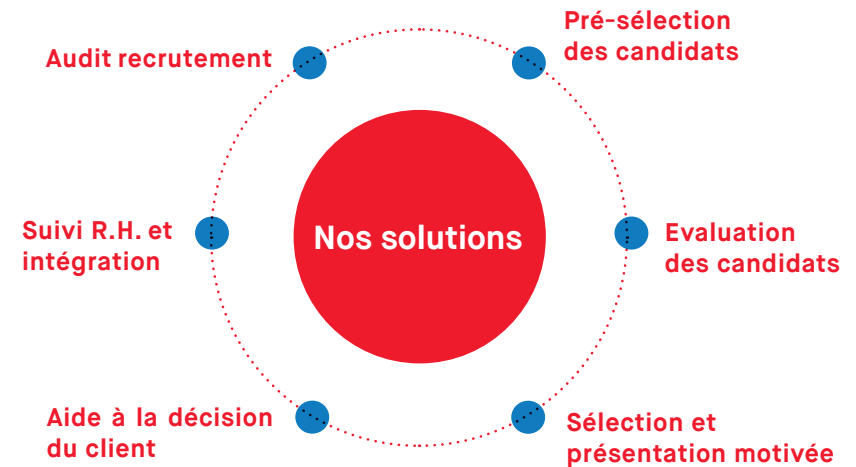 Audit recrutement
Pré-sélection
des candidats
Suivi R.H. et
intégration
Nos solutions
Evaluation
des candidats
Aide à la décision
du client
Sélection et
présentation motivée